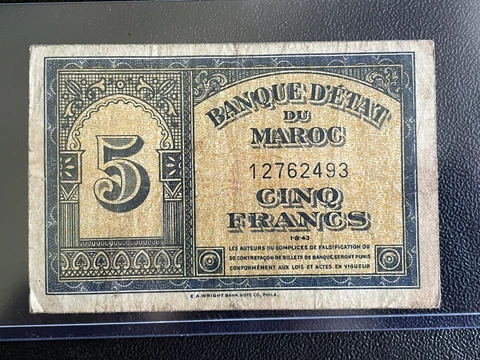 5
BANQUE D'ÉTAT
DU
MAROC
12762493
CINQ
FRANCS
1-8-43
LES AUTEURS OU COMPLICES DE FALSIFICATION OU
DE CONTREFAÇON DE BILLETS DE BANQUE SERONT PUNIS
CONFORMÉMENT AUX LOIS ET ACTES EN VIGUEUR
E.A.WRIGHT BANK NOTE CO., PHILA.